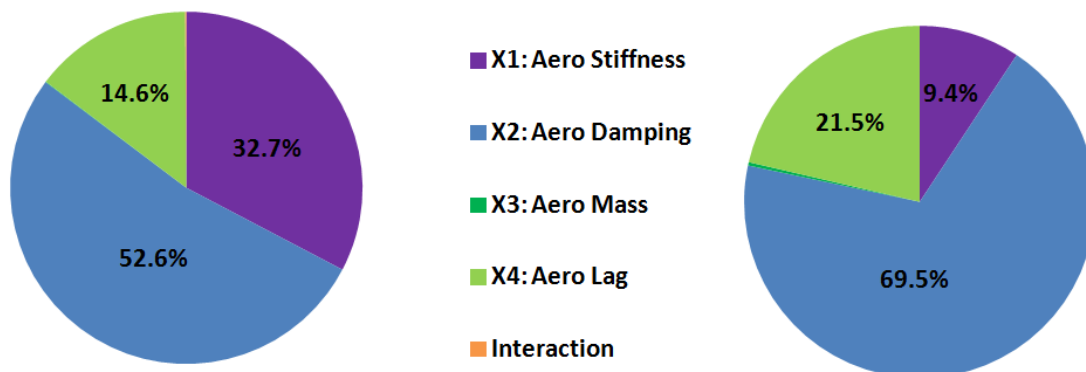 14.6%
32.7%
52.6%
X1: Aero Stiffness
X2: Aero Damping
X3: Aero Mass
X4: Aero Lag
Interaction
9.4%
21.5%
69.5%